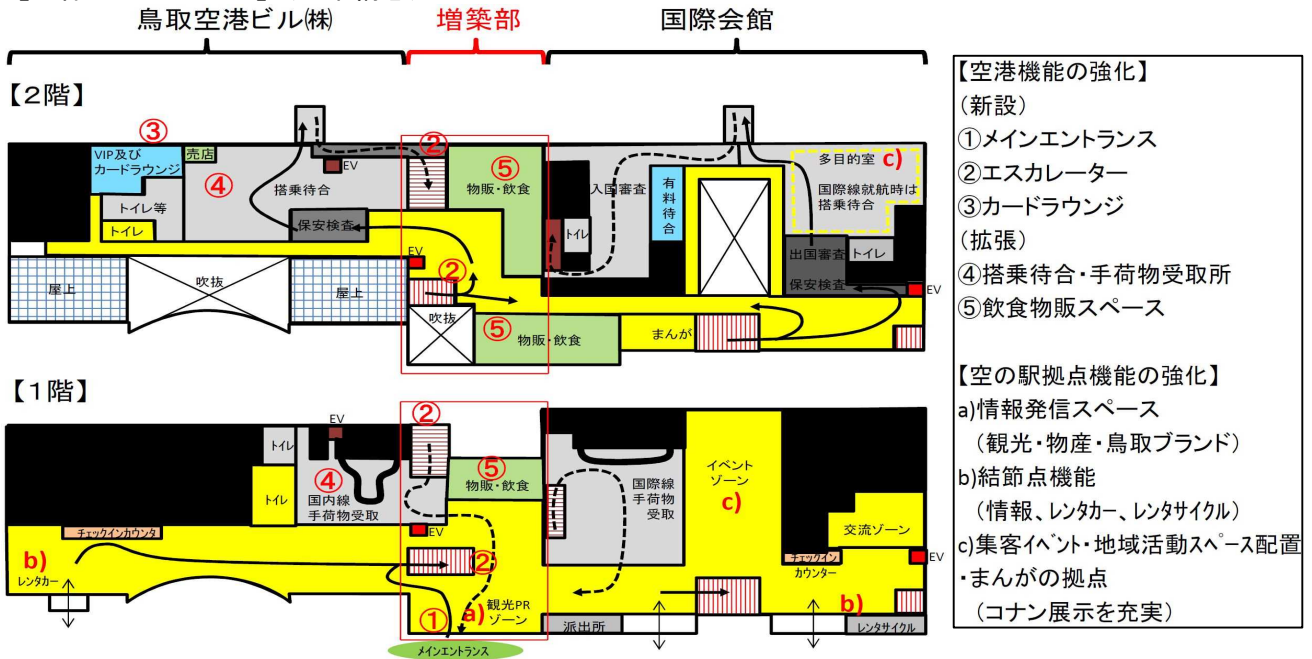 鳥取空港ビル㈱
増築部
国際会館
【2階】
③
②
VIP及び
カードラウンジ
売店
EV
④
⑤
多目的室
c)
物販・飲食
入国審査
有料待合
国際線就航時は
搭乗待合
搭乗待合
トイレ等
保安検査
トイレ
トイレ
出国審査
トイレ
EV
②
保安検査
EV
屋上
吹抜
屋上
吹抜
⑤
物販・飲食
まんが
【1階】
②
EV
トイレ
④
⑤
物販・飲食
国際線
手荷物
受取
イベント
ゾーン
c)
トイレ
国内線
手荷物受取
交流ゾーン
チェックインカウンタ
EV
b)
レンタカー
②
チェックイン
カウンター
EV
a)
観光PR
ゾーン
①
b)
派出所
レンタサイクル
メインエントランス
【空港機能の強化】
(新設)
①メインエントランス
②エスカレーター
③カードラウンジ
(拡張)
④搭乗待合・手荷物受取所
⑤飲食物販スペース
【空の駅拠点機能の強化】
a)情報発信スペース
(観光・物産・鳥取ブランド)
b)結節点機能
(情報、レンタカー、レンタサイクル)
c)集客イベント・地域活動スペース配置
・まんがの拠点
(コナン展示を充実)